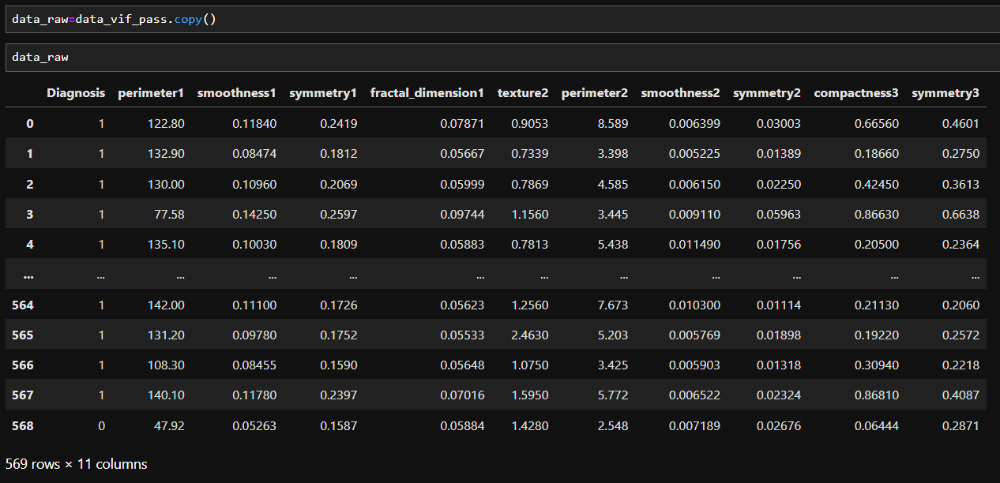 data_raw=data_vif_pass.copy()
data_raw
Diagnosis perimeter1 smoothness1 symmetry1 fractal_dimension1 texture2 perimeter2 smoothness2 symmetry2 compactness3 symmetry3
0 1 122.80 0.11840 0.2419 0.07871 0.9053 8.589 0.006399 0.03003 0.66560 0.4601
1 1 132.90 0.08474 0.1812 0.05667 0.7339 3.398 0.005225 0.01389 0.18660 0.2750
2 1 130.00 0.10960 0.2069 0.05999 0.7869 4.585 0.006150 0.02250 0.42450 0.3613
3 1 77.58 0.14250 0.2597 0.09744 1.1560 3.445 0.009110 0.05963 0.86630 0.6638
4 1 135.10 0.10030 0.1809 0.05883 0.7813 5.438 0.011490 0.01756 0.20500 0.2364
... ... ... ... ... ... ... ... ... ... ... ...
564 1 142.00 0.11100 0.1726 0.05623 1.2560 7.673 0.010300 0.01114 0.21130 0.2060
565 1 131.20 0.09780 0.1752 0.05533 2.4630 5.203 0.005769 0.01898 0.19220 0.2572
566 1 108.30 0.08455 0.1590 0.05648 1.0750 3.425 0.005903 0.01318 0.30940 0.2218
567 1 140.10 0.11780 0.2397 0.07016 1.5950 5.772 0.006522 0.02324 0.86810 0.4087
568 0 47.92 0.05263 0.1587 0.05884 1.4280 2.548 0.007189 0.02676 0.06444 0.2871
569 rows × 11 columns